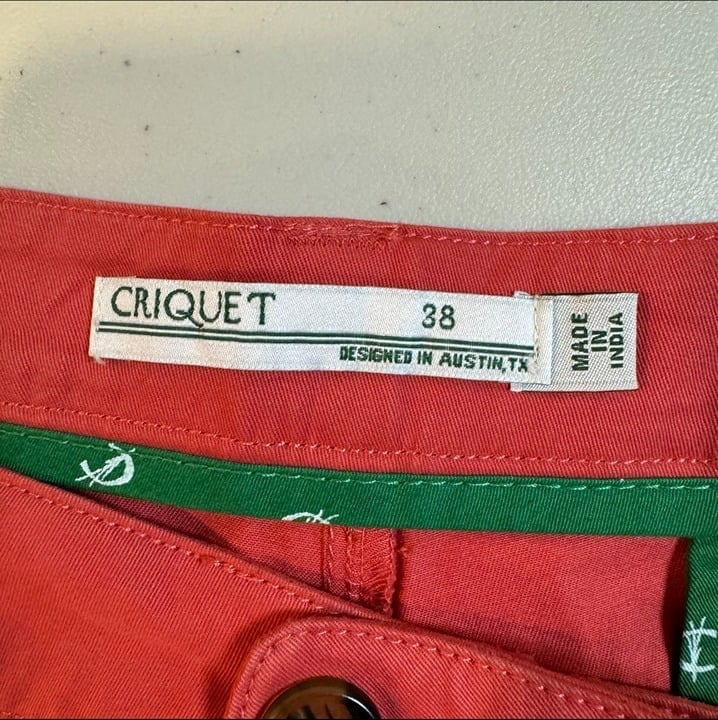 CRIQUET 38
DESIGNED IN AUSTIN, TX
MADE
IN
INDIA